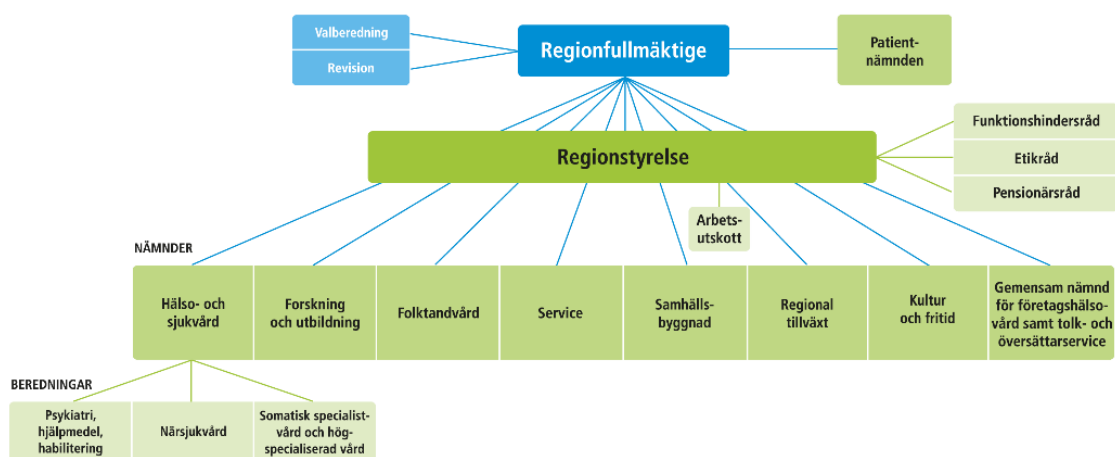 Valberedning
Revision
Regionfullmäktige
Patient-
nämnden
Regionstyrelse
Funktionshindersråd
Etikråd
Pensionärsråd
Arbets-
utskott
NÄMNDER
Hälso- och
sjukvård
Forskning
och utbildning
Folktandvård
Service
Samhälls-
byggnad
Regional
tillväxt
Kultur
och fritid
Gemensam nämnd
för företagshälso-
vård samt tolk- och
översättarservice
BEREDNINGAR
Psykiatri,
hjälpmedel,
habilitering
Närsjukvård
Somatisk specialist-
vård och hög-
specialiserad vård